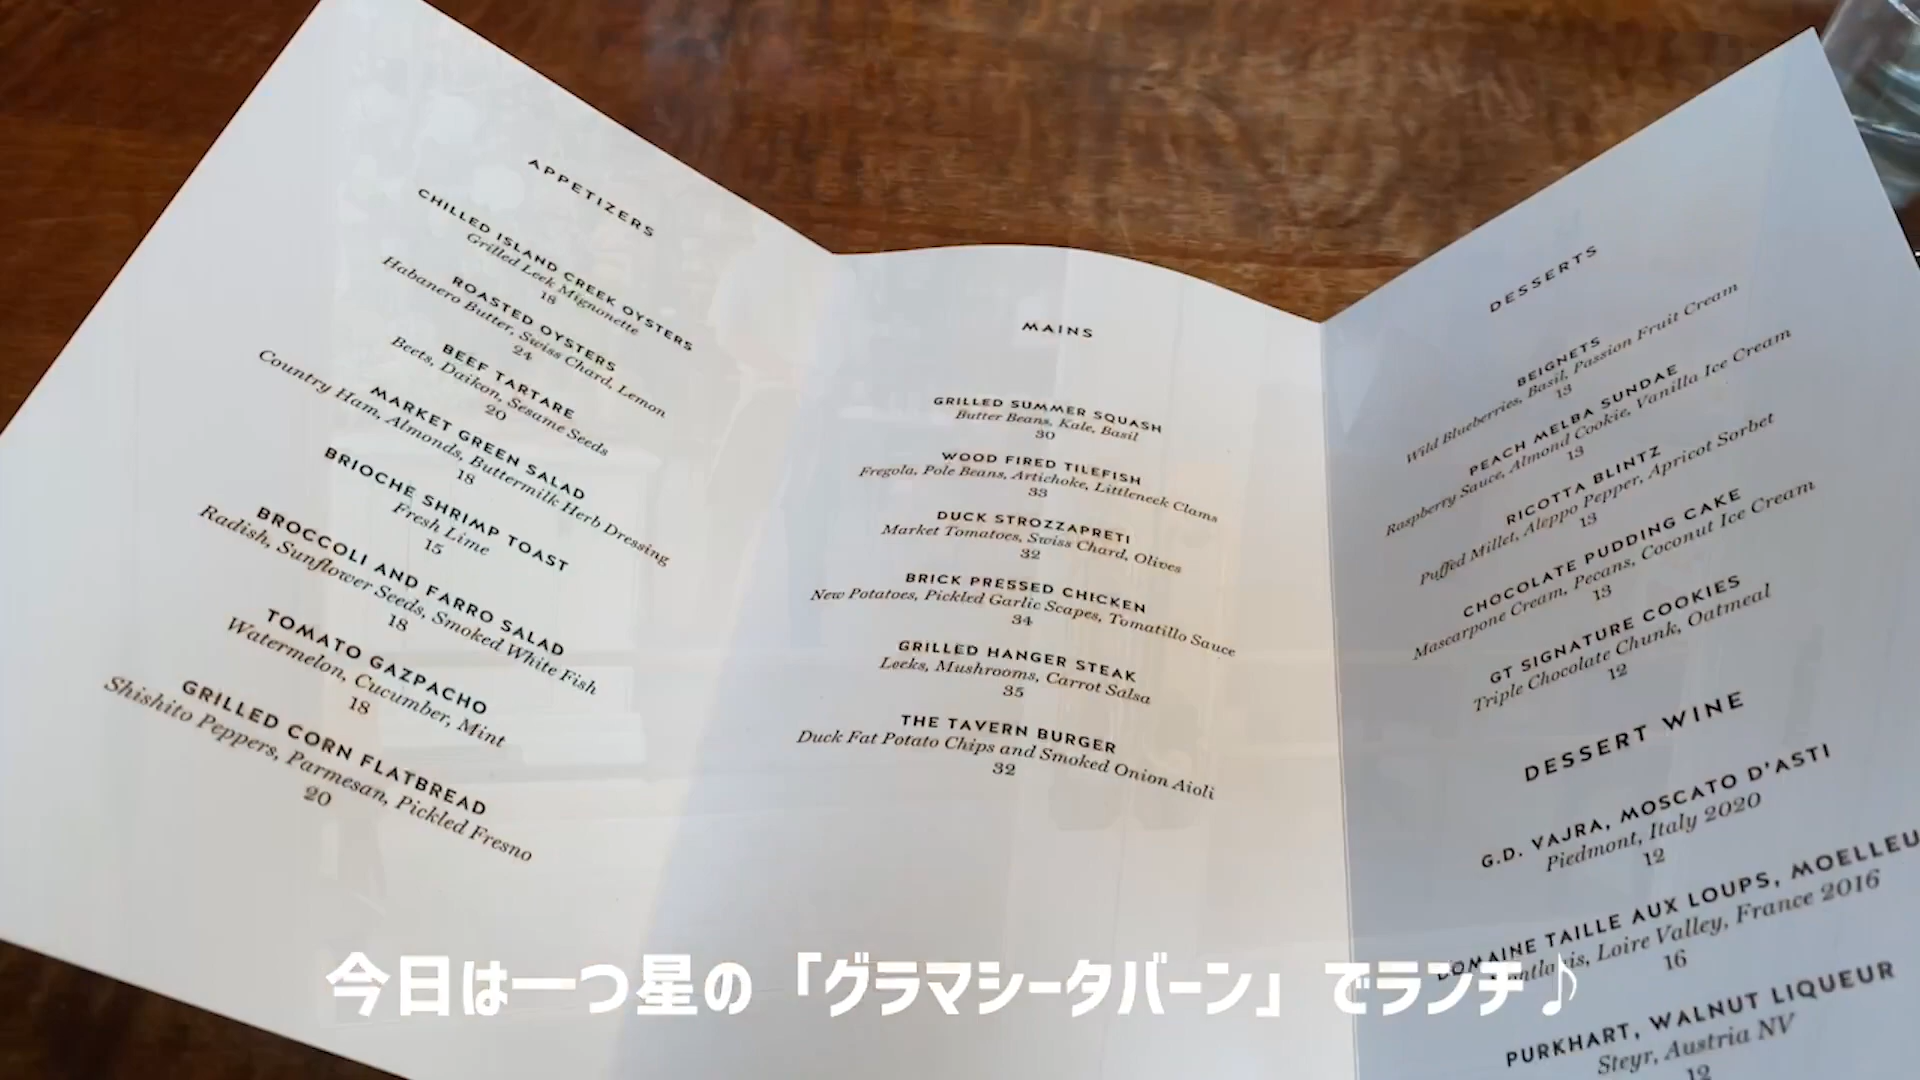 APPETIZERS
CHILLED ISLAND CREEK OYSTERS
Grilled Leek Mignonette
18
ROASTED OYSTERS
Habanero Butter, Swiss Chard, Lemon
24
BEEF TARTARE
Beets, Daikon, Sesame Seeds
20
MARKET GREEN SALAD
Country Ham, Almonds, Buttermilk Herb Dressing
18
BRIOCHE SHRIMP TOAST
Fresh Lime
15
BROCCOLI AND FARRO SALAD
Radish, Sunflower Seeds, Smoked White Fish
18
TOMATO GAZPACHO
Watermelon, Cucumber, Mint
18
GRILLED CORN FLATBREAD
Shishito Peppers, Parmesan, Pickled Fresno
20
MAINS
GRILLED SUMMER SQUASH
Butter Beans, Kale, Basil
30
WOOD FIRED TILEFISH
Fregola, Pole Beans, Artichoke, Littleneck Clams
33
DUCK STROZZAPRETI
Market Tomatoes, Swiss Chard, Olives
32
BRICK PRESSED CHICKEN
New Potatoes, Pickled Garlic Scapes, Tomatillo Sauce
34
GRILLED HANGER STEAK
Leeks, Mushrooms, Carrot Salsa
35
THE TAVERN BURGER
Duck Fat Potato Chips and Smoked Onion Aioli
32
DESSERTS
BEIGNETS
Wild Blueberries, Basil, Passion Fruit Cream
13
PEACH MELBA SUNDAE
Raspberry Sauce, Almond Cookie, Vanilla Ice Cream
13
RICOTTA BLINTZ
Puffed Millet, Aleppo Pepper, Apricot Sorbet
13
CHOCOLATE PUDDING CAKE
Mascarpone Cream, Pecans, Coconut Ice Cream
13
GT SIGNATURE COOKIES
Triple Chocolate Chunk, Oatmeal
12
DESSERT WINE
G.D. VAJRA, MOSCATO D'ASTI
Piedmont, Italy 2020
12
DOMAINE TAILLE AUX LOUPS, MOELLEU
Loire Valley, France 2016
16
PURKHART, WALNUT LIQUEUR
Steyr, Austria NV
12
今日は一つ星の「グラマシータバーン」でランチ♪